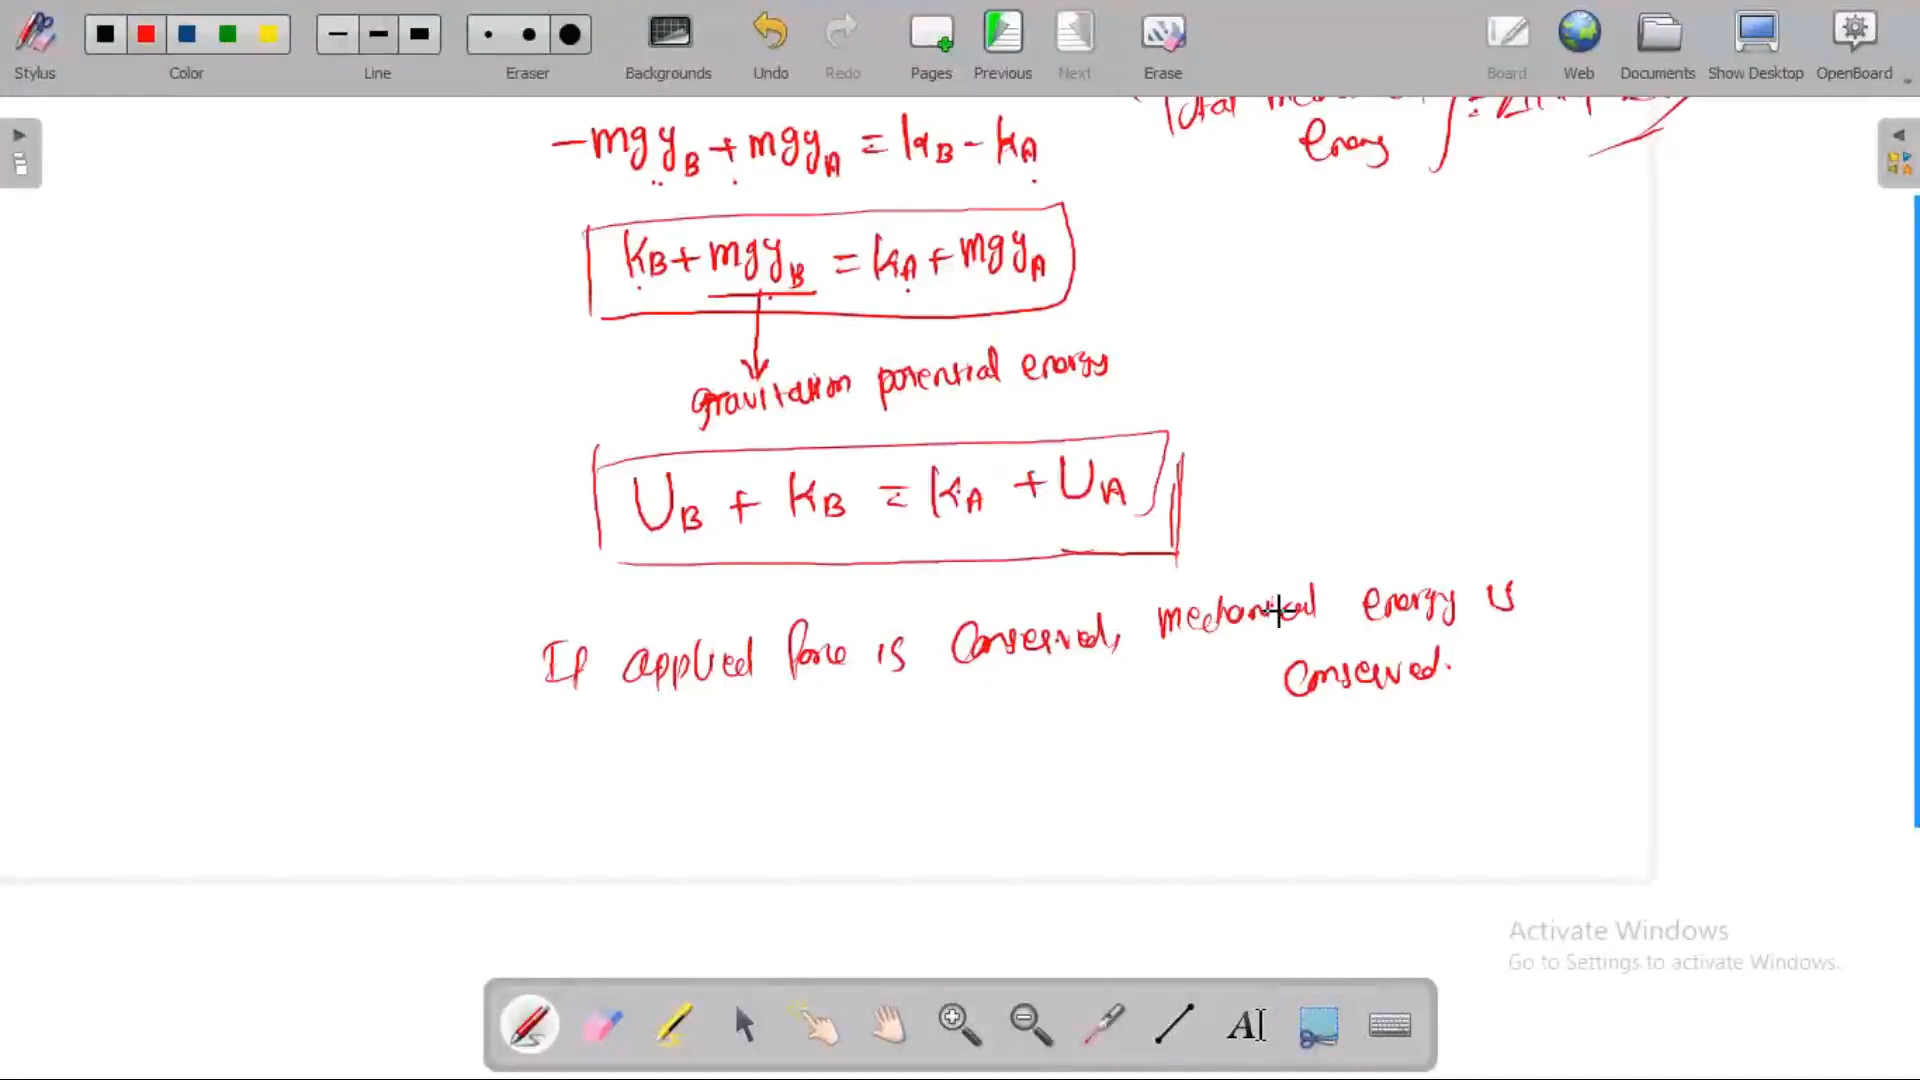 Stylus
Color
Line
Eraser
Backgrounds
Undo
Redo
Pages
Previous
Next
Erase
Board
Web
Documents
Show Desktop
OpenBoard
Total
energy
-mgy_B + mgy_A = k_B - k_A
k_B + mgy_B = k_A + mgy_A
gravitation potential energy
U_B + k_B = k_A + U_A
If applied force is conserved, mechanical energy is
conserved.
Activate Windows
Go to Settings to activate Windows.
AI